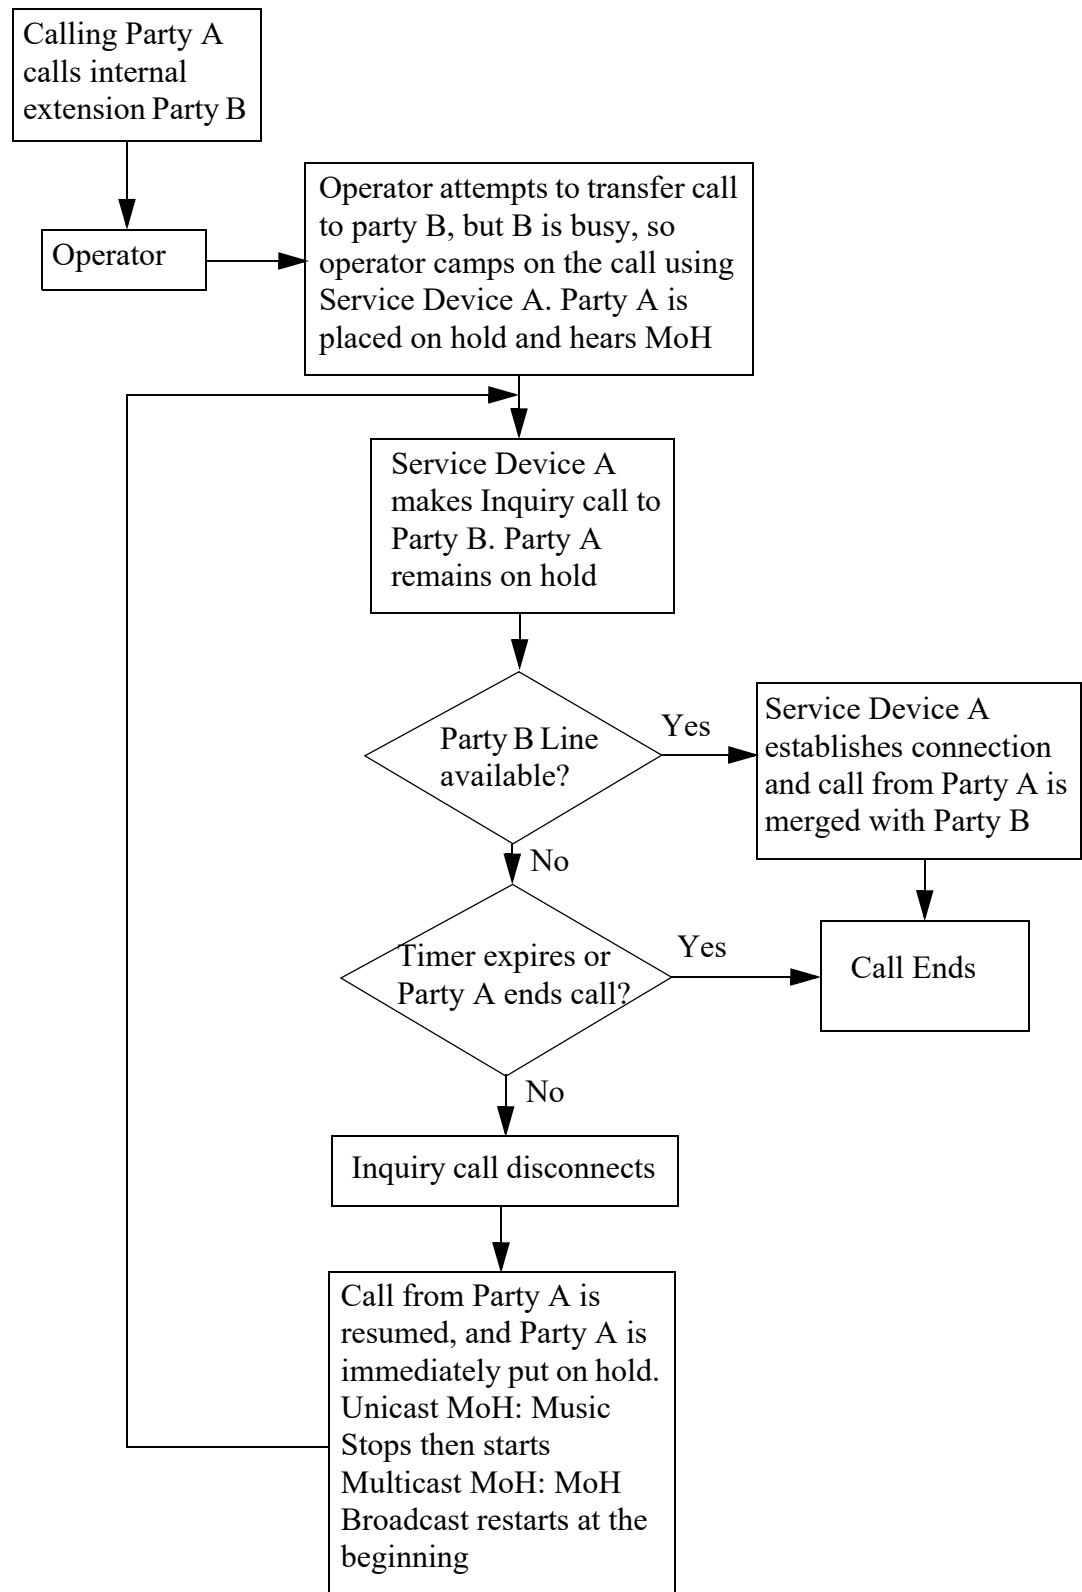 Calling Party A
calls internal
extension Party B
Operator
Operator attempts to transfer call
to party B, but B is busy, so
operator camps on the call using
Service Device A. Party A is
placed on hold and hears MoH
Service Device A
makes Inquiry call to
Party B. Party A
remains on hold
Party B Line
available?
Yes
Service Device A
establishes connection
and call from Party A is
merged with Party B
No
Timer expires or
Party A ends call?
Yes
Call Ends
No
Inquiry call disconnects
Call from Party A is
resumed, and Party A is
immediately put on hold.
Unicast MoH: Music
Stops then starts
Multicast MoH: MoH
Broadcast restarts at the
beginning